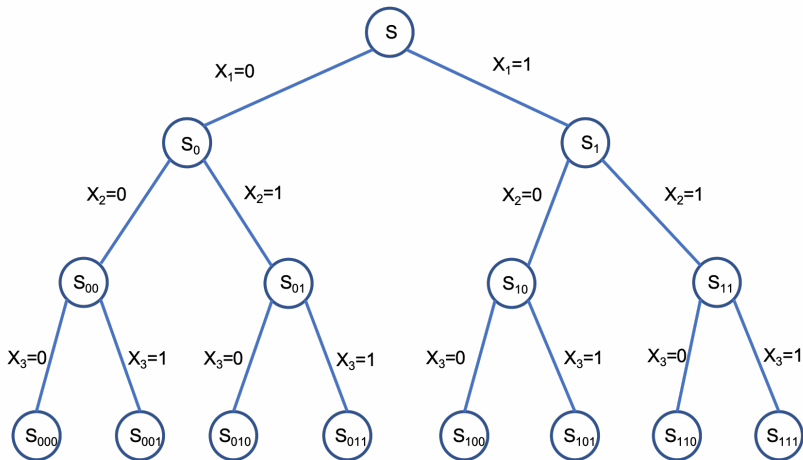 S
X₁=0
X₁=1
S₀
S₁
X₂=0
X₂=1
X₂=0
X₂=1
S₀₀
S₀₁
S₁₀
S₁₁
X₃=0
X₃=1
X₃=0
X₃=1
X₃=0
X₃=1
X₃=0
X₃=1
S₀₀₀
S₀₀₁
S₀₁₀
S₀₁₁
S₁₀₀
S₁₀₁
S₁₁₀
S₁₁₁